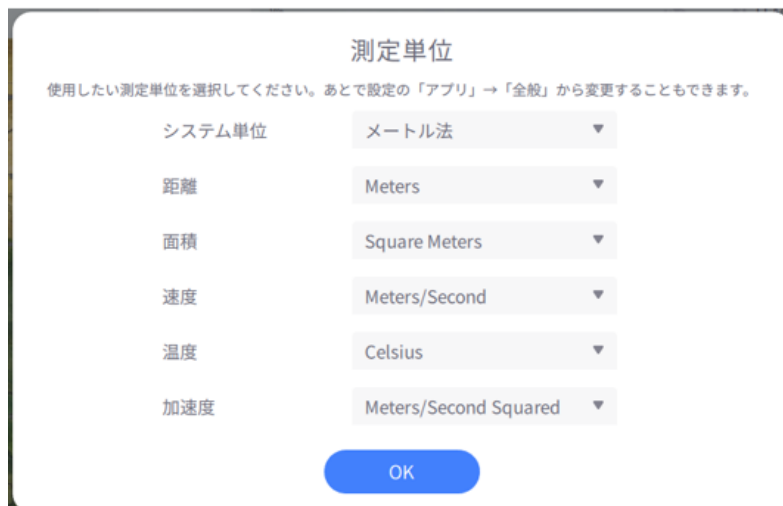 測定単位
使用したい測定単位を選択してください。あとで設定の「アプリ」→「全般」から変更することもできます。
システム単位 メートル法
距離 Meters
面積 Square Meters
速度 Meters/Second
温度 Celsius
加速度 Meters/Second Squared
OK